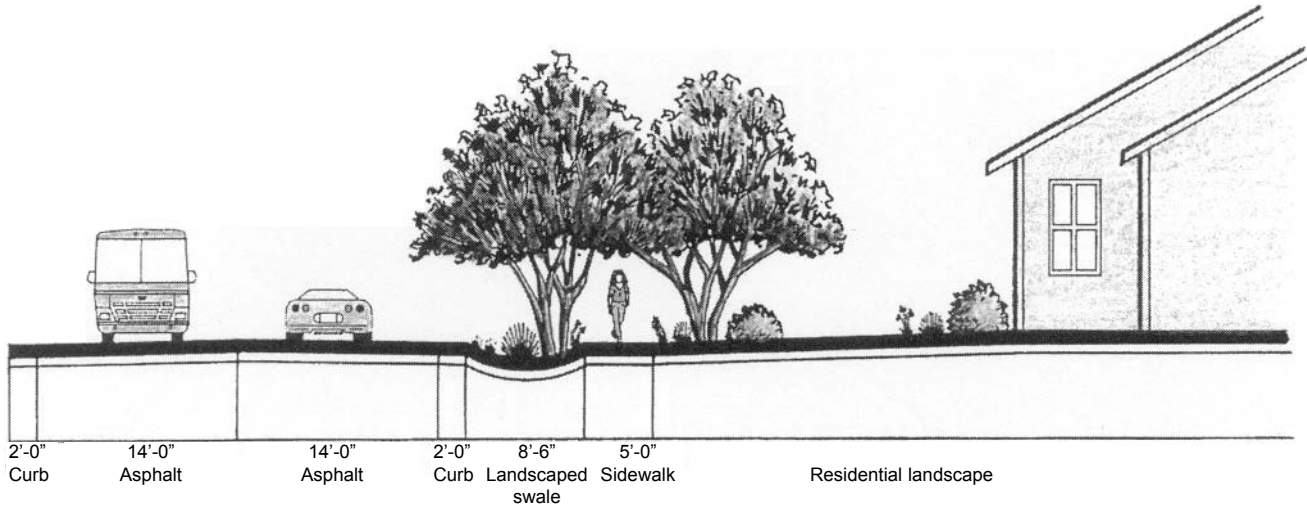 2’-0” 14’-0” 14’-0” 2’-0” 8’-6” 5’-0”
Curb Asphalt Asphalt Curb Landscaped Sidewalk Residential landscape
swale